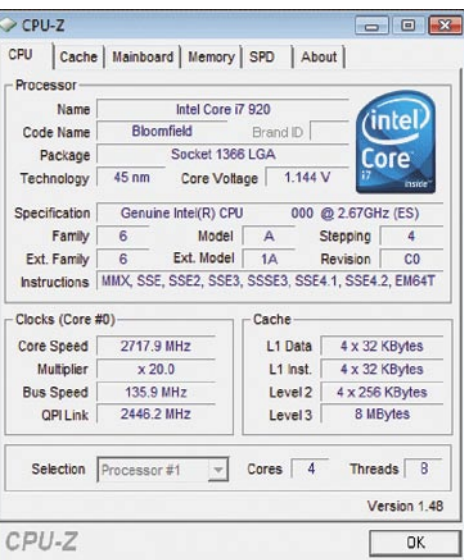 CPU-Z
CPU Cache Mainboard Memory SPD About
Processor
Name Intel Core i7 920
Code Name Bloomfield Brand ID
Package Socket 1366 LGA
Technology 45 nm Core Voltage 1.144 V
intel Core i7 inside™
Specification Genuine Intel(R) CPU 000 @ 2.67GHz (ES)
Family 6 Model A Stepping 4
Ext. Family 6 Ext. Model 1A Revision C0
Instructions MMX, SSE, SSE2, SSE3, SSSE3, SSE4.1, SSE4.2, EM64T
Clocks (Core #0) Cache
Core Speed 2717.9 MHz L1 Data 4 x 32 KBytes
Multiplier x 20.0 L1 Inst. 4 x 32 KBytes
Bus Speed 135.9 MHz Level 2 4 x 256 KBytes
QPI Link 2446.2 MHz Level 3 8 MBytes
Selection Processor #1 Cores 4 Threads 8
Version 1.48
CPU-Z OK